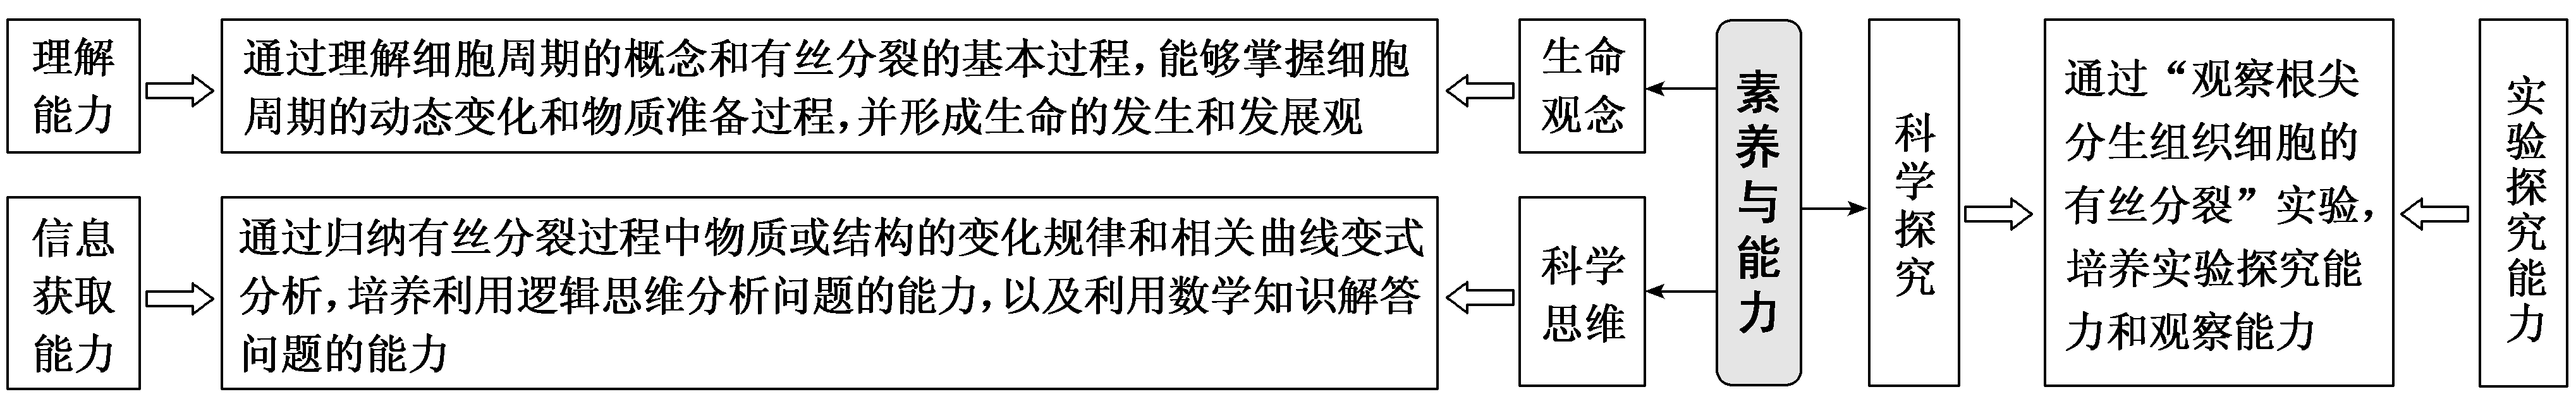 理解
能力
通过理解细胞周期的概念和有丝分裂的基本过程，能够掌握细胞
周期的动态变化和物质准备过程，并形成生命的发生和发展观
生命
观念
信息
获取
能力
通过归纳有丝分裂过程中物质或结构的变化规律和相关曲线变式
分析，培养利用逻辑思维分析问题的能力，以及利用数学知识解答
问题的能力
科学
思维
素养与能力
科学探究
通过“观察根尖
分生组织细胞的
有丝分裂”实验，
培养实验探究能
力和观察能力
实验探究能力